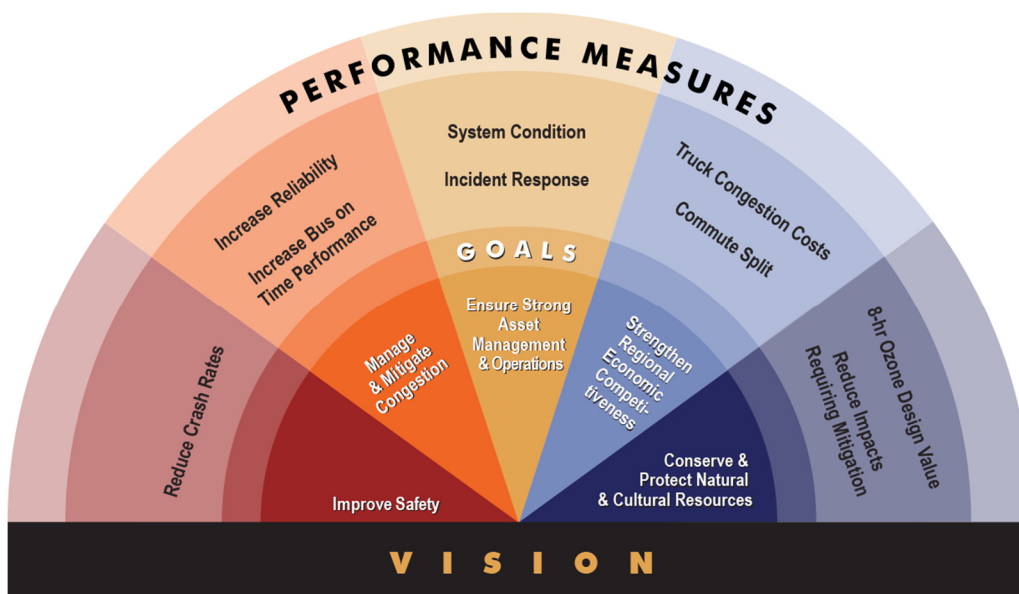 PERFORMANCE MEASURES
Reduce Crash Rates
Increase Reliability
Increase Bus on
Time Performance
System Condition
Incident Response
Truck Congestion Costs
Commute Split
8-hr Ozone Design Value
Reduce Impacts
Requiring Mitigation
GOALS
Improve Safety
Manage
& Mitigate
Congestion
Ensure Strong
Asset
Management
& Operations
Strengthen
Regional
Economic
Competi-
tiveness
Conserve &
Protect Natural
& Cultural Resources
VISION